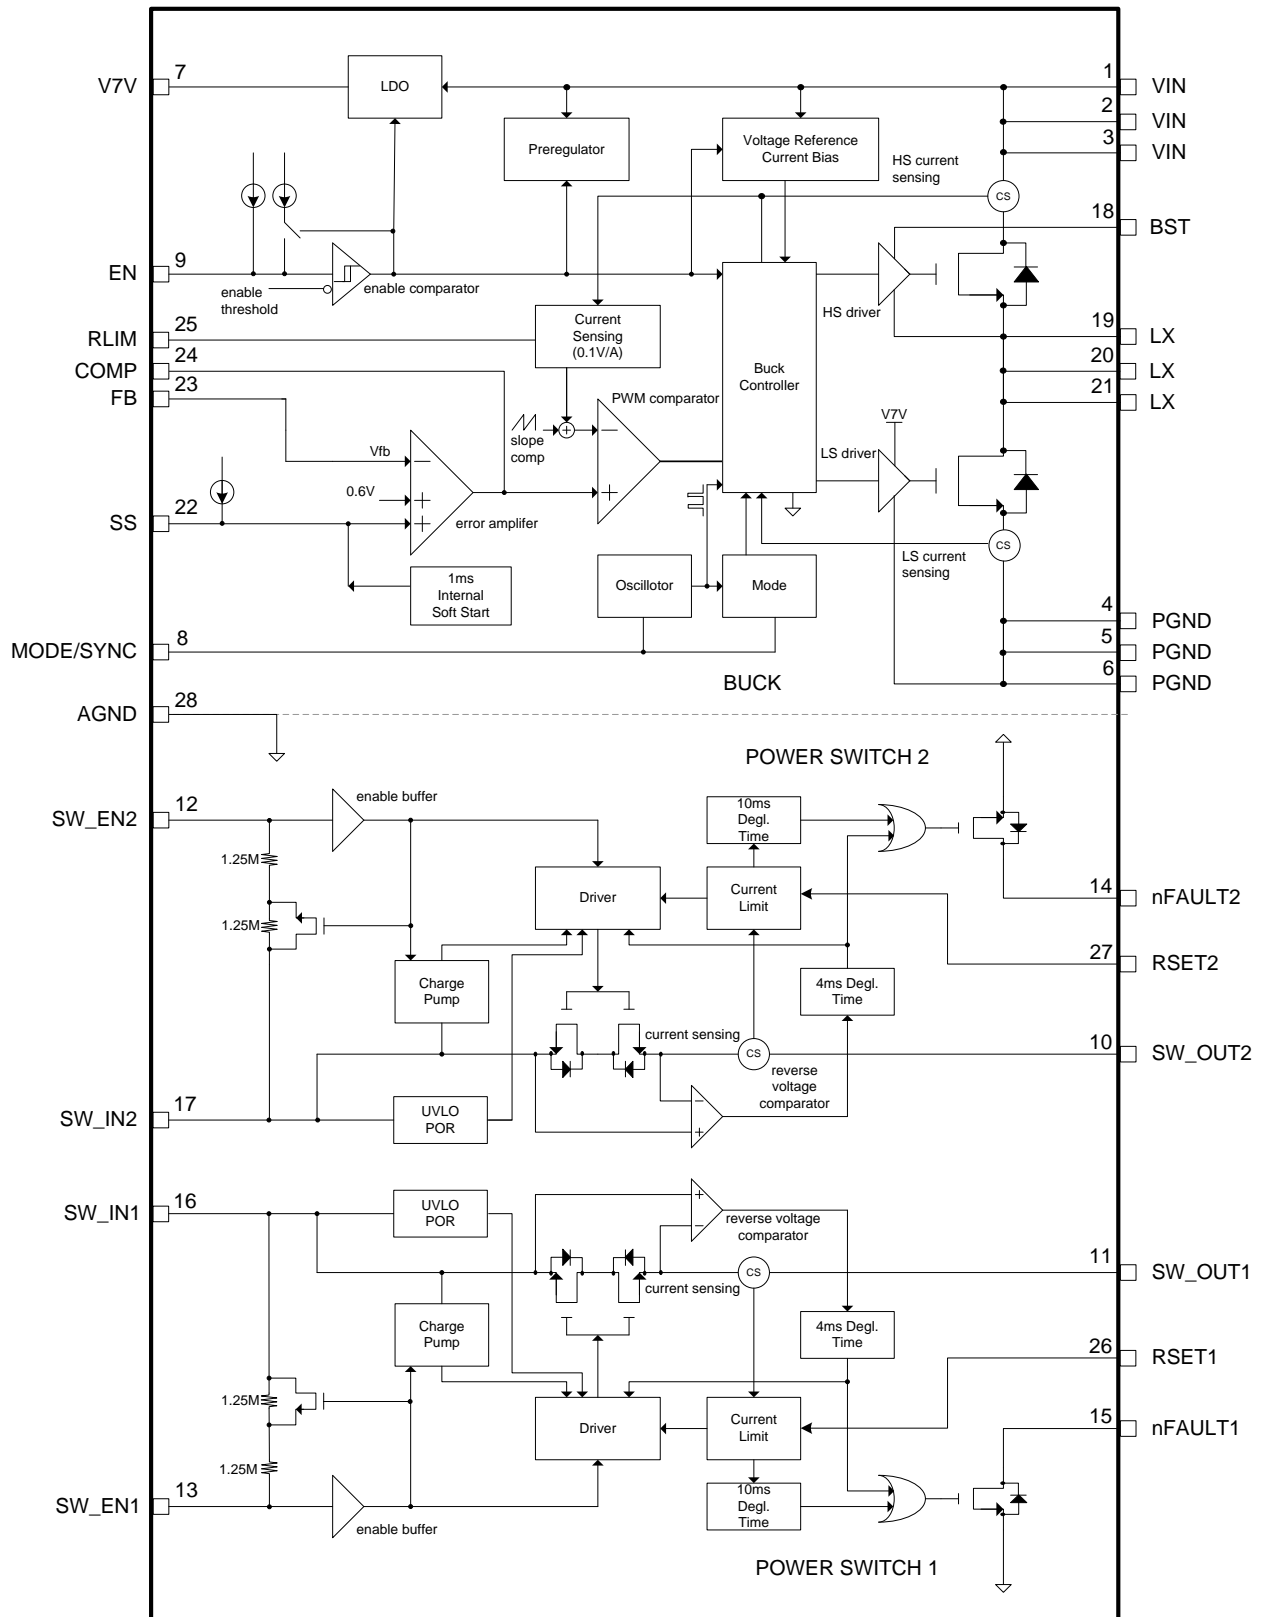 7
V7V
LDO
1
VIN
2
VIN
3
VIN
Preregulator
Voltage Reference
Current Bias
HS current
sensing
CS
18
BST
9
EN
enable
threshold
enable comparator
HS driver
25
RLIM
Current
Sensing
(0.1V/A)
19
LX
24
COMP
20
LX
23
FB
21
LX
Buck
Controller
PWM comparator
slope
comp
V7V
LS driver
Vfb
0.6V
22
SS
error amplifer
CS
LS current
sensing
1ms
Internal
Soft Start
Oscillotor
Mode
4
PGND
8
MODE/SYNC
5
PGND
6
PGND
BUCK
28
AGND
POWER SWITCH 2
12
SW_EN2
enable buffer
10ms
Degl.
Time
1.25M
Driver
Current
Limit
14
nFAULT2
1.25M
27
RSET2
Charge
Pump
4ms Degl.
Time
current sensing
CS
10
SW_OUT2
reverse
voltage
comparator
17
SW_IN2
UVLO
POR
16
SW_IN1
UVLO
POR
reverse voltage
comparator
11
SW_OUT1
CS
current sensing
Charge
Pump
4ms Degl.
Time
26
RSET1
1.25M
Driver
Current
Limit
15
nFAULT1
1.25M
13
SW_EN1
enable buffer
10ms
Degl.
Time
POWER SWITCH 1